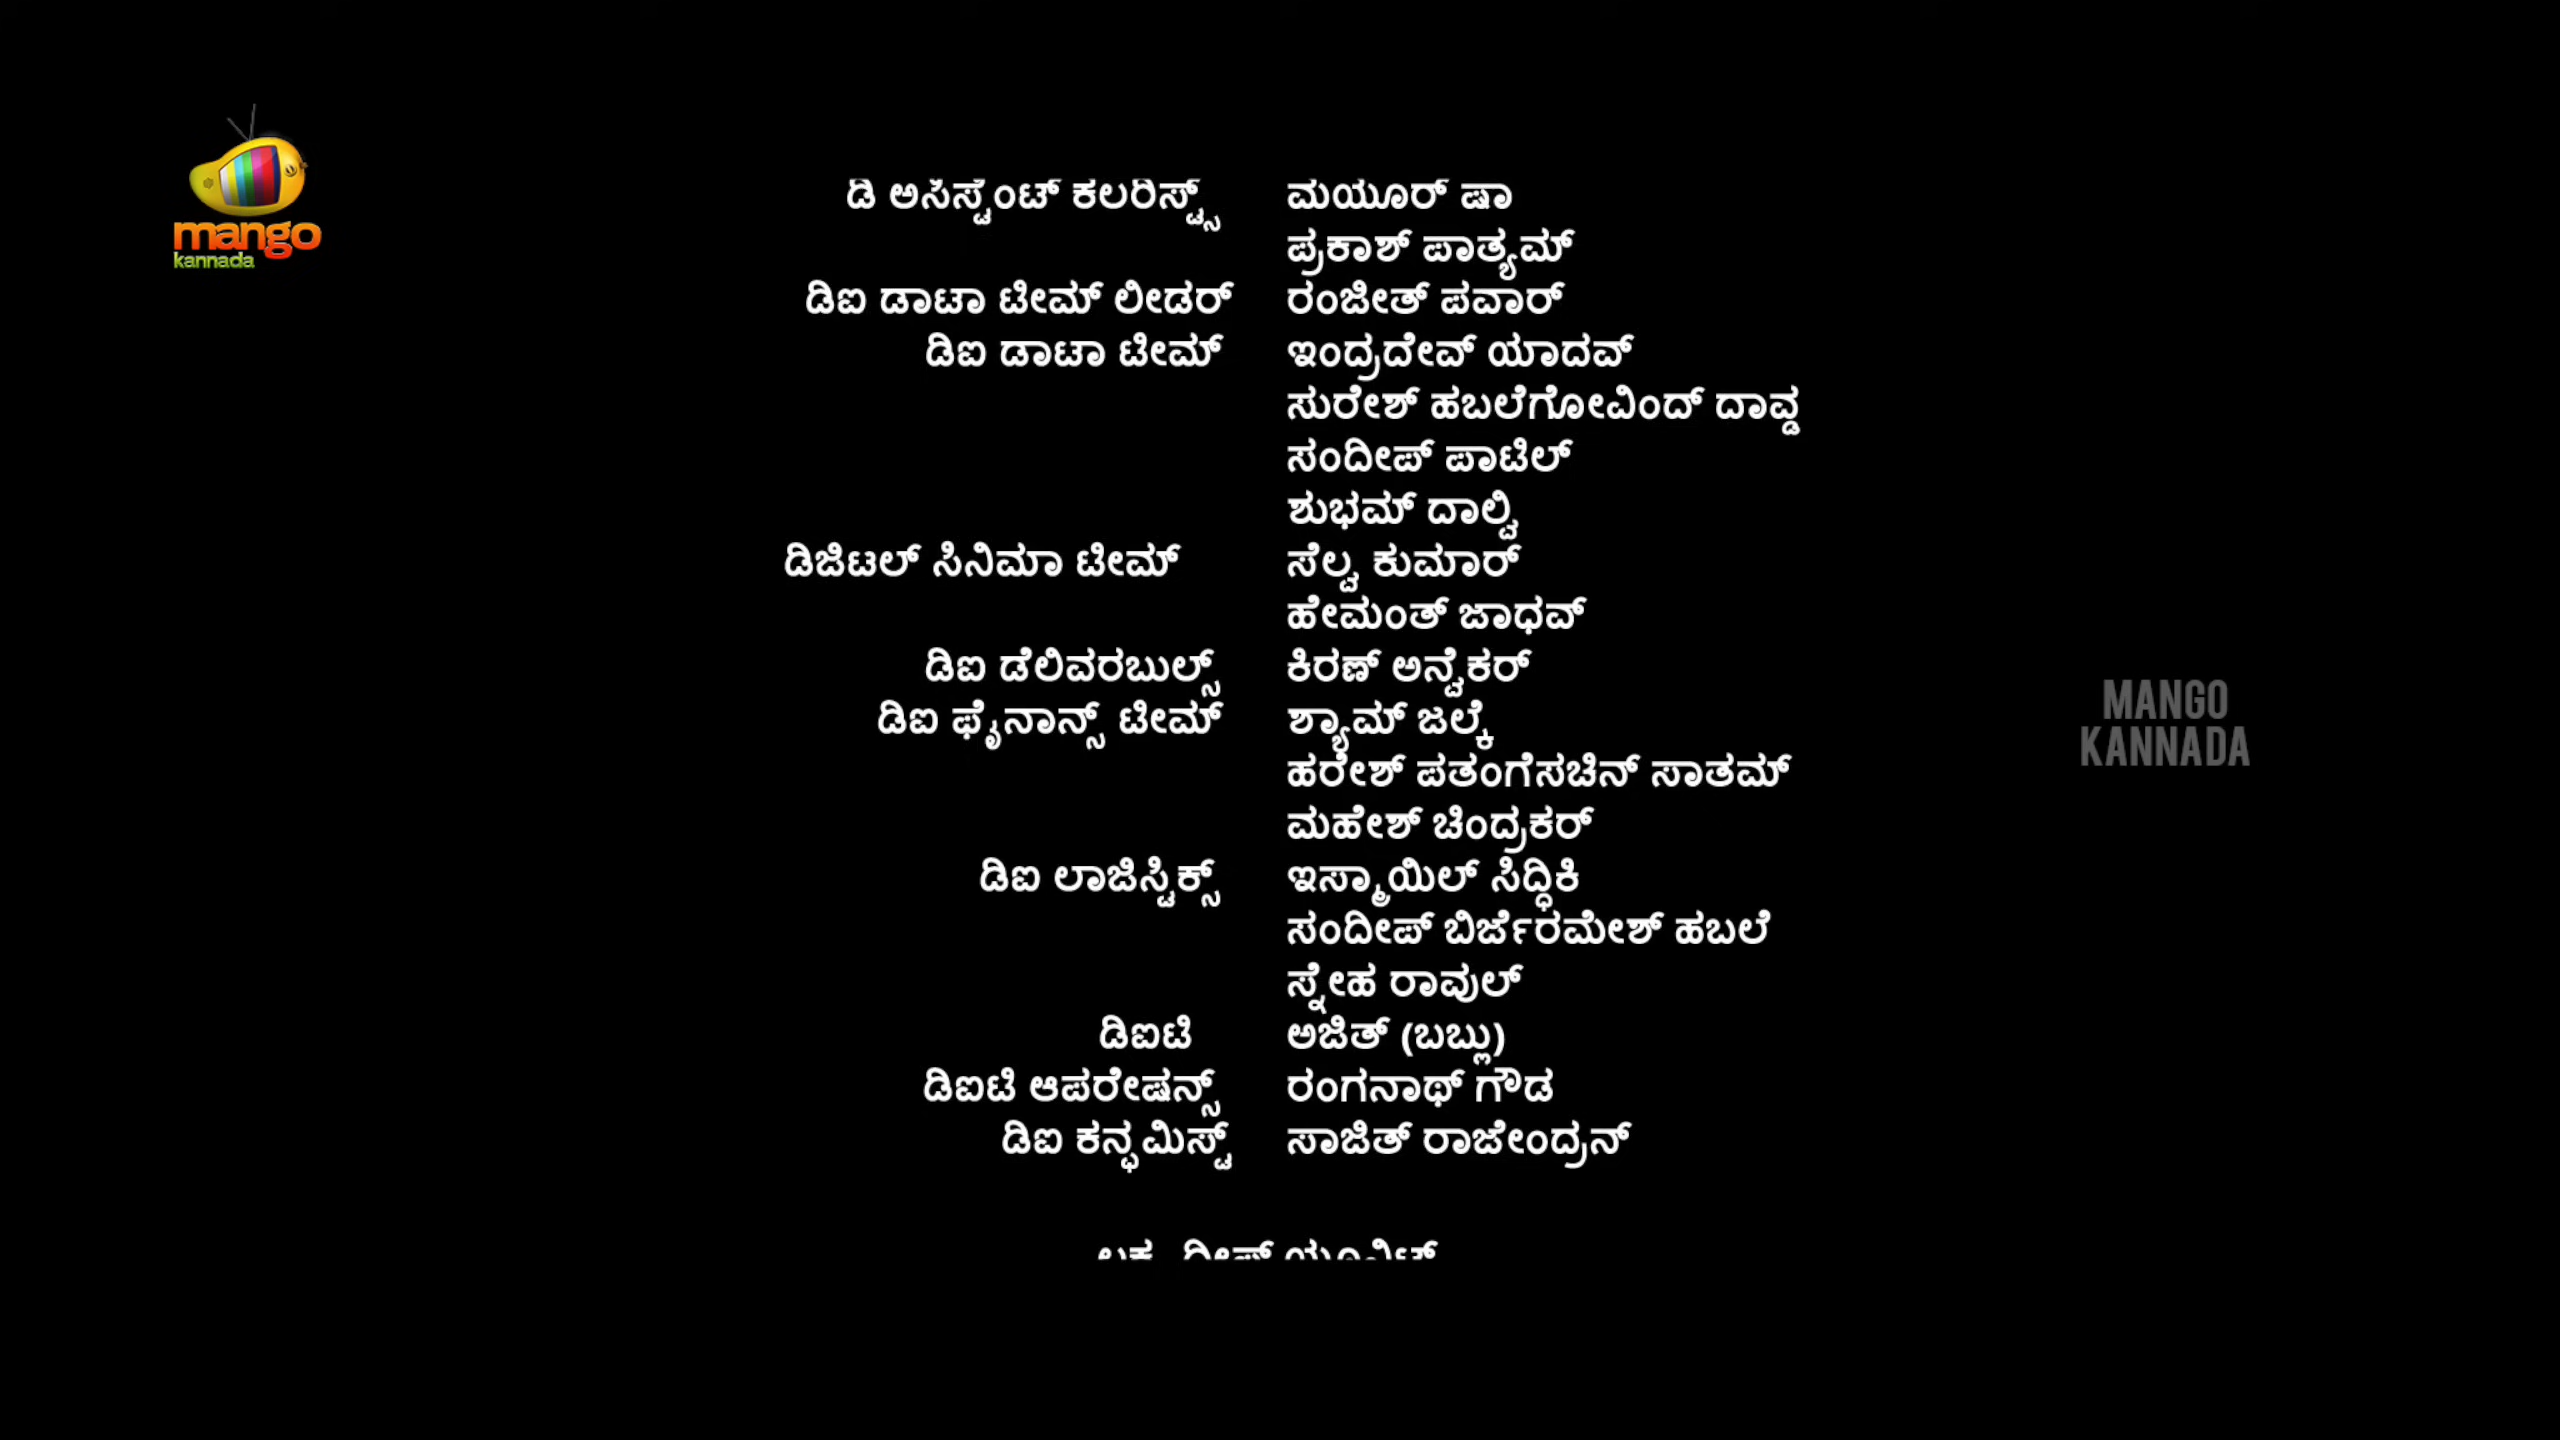 mango
kannada
ಡಿ ಅಸಿಸ್ಟೆಂಟ್ ಕಲರಿಸ್ಟ್ಸ್ ಮಯೂರ್ ಷಾ
ಪ್ರಕಾಶ್ ಪಾತ್ಯಮ್
ಡಿಐ ಡಾಟಾ ಟೀಮ್ ಲೀಡರ್ ರಂಜೀತ್ ಪವಾರ್
ಡಿಐ ಡಾಟಾ ಟೀಮ್ ಇಂದ್ರದೇವ್ ಯಾದವ್
ಸುರೇಶ್ ಹಬಲೆಗೋವಿಂದ್ ದಾವ್ಡ
ಸಂದೀಪ್ ಪಾಟಿಲ್
ಶುಭಮ್ ದಾಲ್ವಿ
ಡಿಜಿಟಲ್ ಸಿನಿಮಾ ಟೀಮ್ ಸೆಲ್ವ ಕುಮಾರ್
ಹೇಮಂತ್ ಜಾಧವ್
ಡಿಐ ಡೆಲಿವರಬುಲ್ಸ್ ಕಿರಣ್ ಅನ್ವೆಕರ್
ಡಿಐ ಫೈನಾನ್ಸ್ ಟೀಮ್ ಶ್ಯಾಮ್ ಜಲ್ಕೆ
ಹರೇಶ್ ಪತಂಗೆಸಚಿನ್ ಸಾತಮ್
ಮಹೇಶ್ ಚಿಂದ್ರಕರ್
MANGO
KANNADA
ಡಿಐ ಲಾಜಿಸ್ಟಿಕ್ಸ್ ಇಸ್ಮಾಯಿಲ್ ಸಿದ್ಧಿಕಿ
ಸಂದೀಪ್ ಬಿರ್ಜೆರಮೇಶ್ ಹಬಲೆ
ಸ್ನೇಹ ರಾವುಲ್
ಡಿಐಟಿ ಅಜಿತ್ (ಬಬ್ಲು)
ಡಿಐಟಿ ಆಪರೇಷನ್ಸ್ ರಂಗನಾಥ್ ಗೌಡ
ಡಿಐ ಕನ್ಫಮಿಸ್ಟ್ ಸಾಜಿತ್ ರಾಜೇಂದ್ರನ್